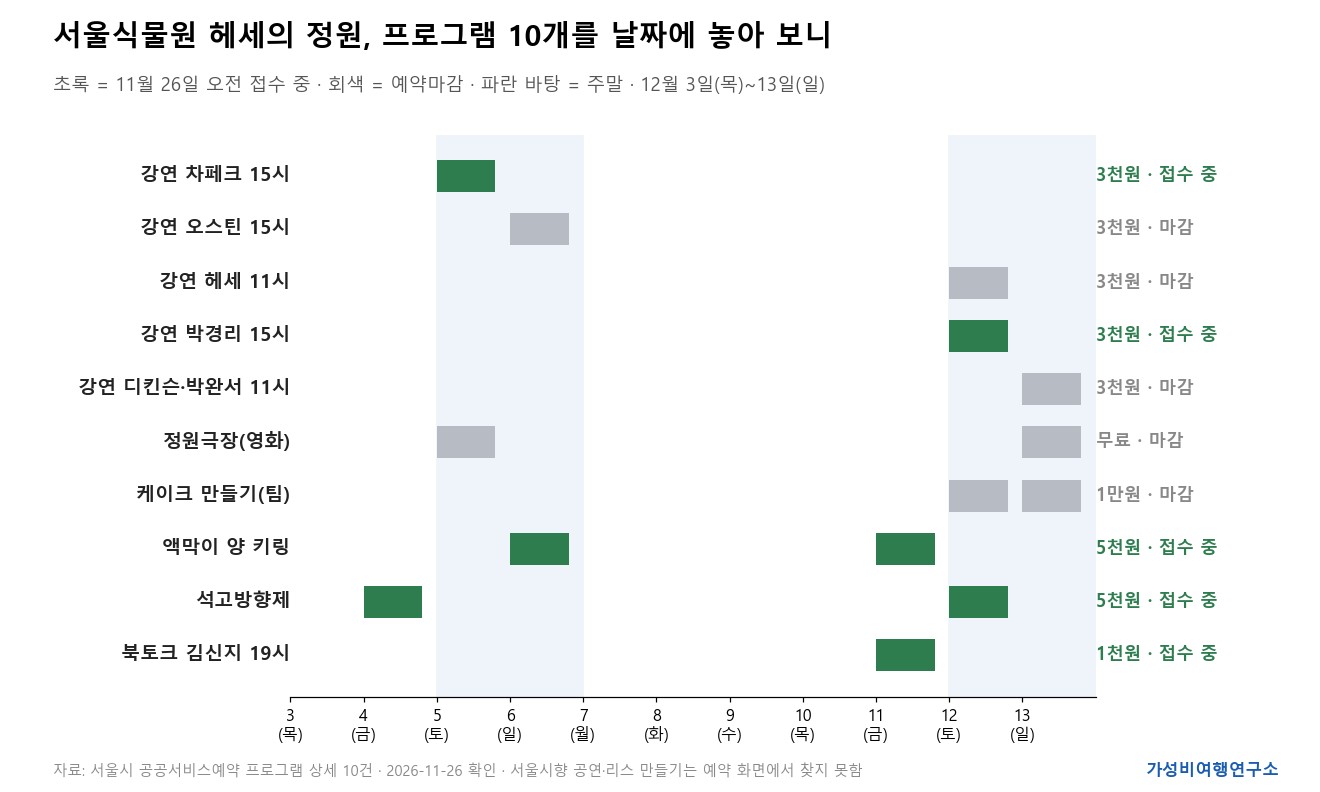 서울식물원 헤세의 정원, 프로그램 10개를 날짜에 놓아 보니
초록 = 11월 26일 오전 접수 중 · 회색 = 예약마감 · 파란 바탕 = 주말 · 12월 3일(목)~13일(일)
강연 차페크 15시 3천원 · 접수 중
강연 오스틴 15시 3천원 · 마감
강연 헤세 11시 3천원 · 마감
강연 박경리 15시 3천원 · 접수 중
강연 디킨슨·박완서 11시 3천원 · 마감
정원극장(영화) 무료 · 마감
케이크 만들기(팀) 1만원 · 마감
액막이 양 키링 5천원 · 접수 중
석고방향제 5천원 · 접수 중
북토크 김신지 19시 1천원 · 접수 중
3 4 5 6 7 8 9 10 11 12 13
(목) (금) (토) (일) (월) (화) (수) (목) (금) (토) (일)
자료: 서울시 공공서비스예약 프로그램 상세 10건 · 2026-11-26 확인 · 서울시향 공연·리스 만들기는 예약 화면에서 찾지 못함
가성비여행연구소